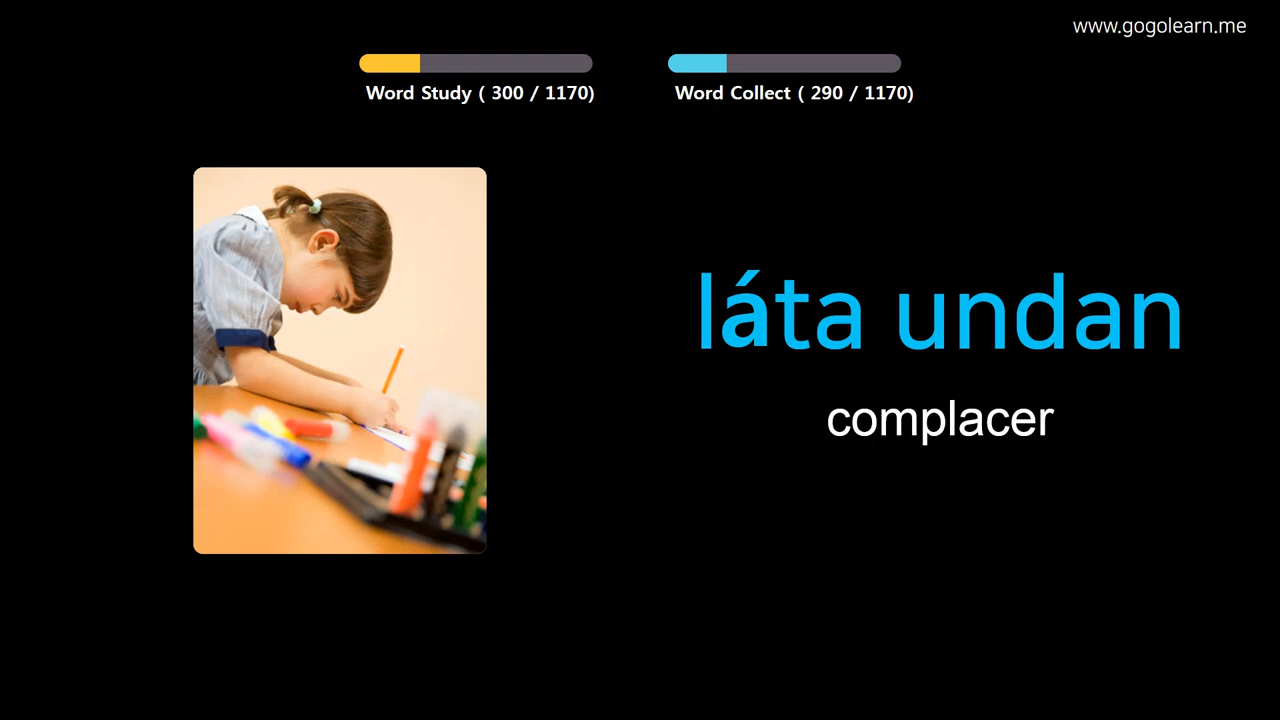 www.gogolearn.me
Word Study ( 300 / 1170)
Word Collect ( 290 / 1170)
láta undan
complacer